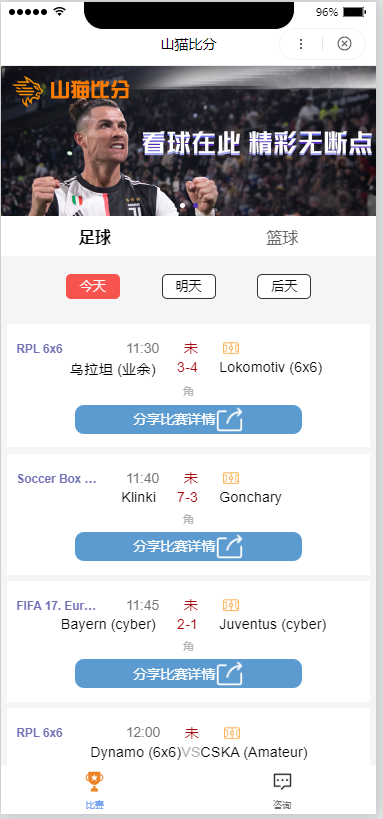 96%
山猫比分
山猫比分
看球在此 精彩无断点
足球 篮球
今天 明天 后天
RPL 6x6 11:30 未
乌拉坦 (业余) 3-4 Lokomotiv (6x6)
角
分享比赛详情
Soccer Box ... 11:40 未
Klinki 7-3 Gonchary
角
分享比赛详情
FIFA 17. Eur... 11:45 未
Bayern (cyber) 2-1 Juventus (cyber)
角
分享比赛详情
RPL 6x6 12:00 未
Dynamo (6x6)VSCSKA (Amateur)
比赛 咨询